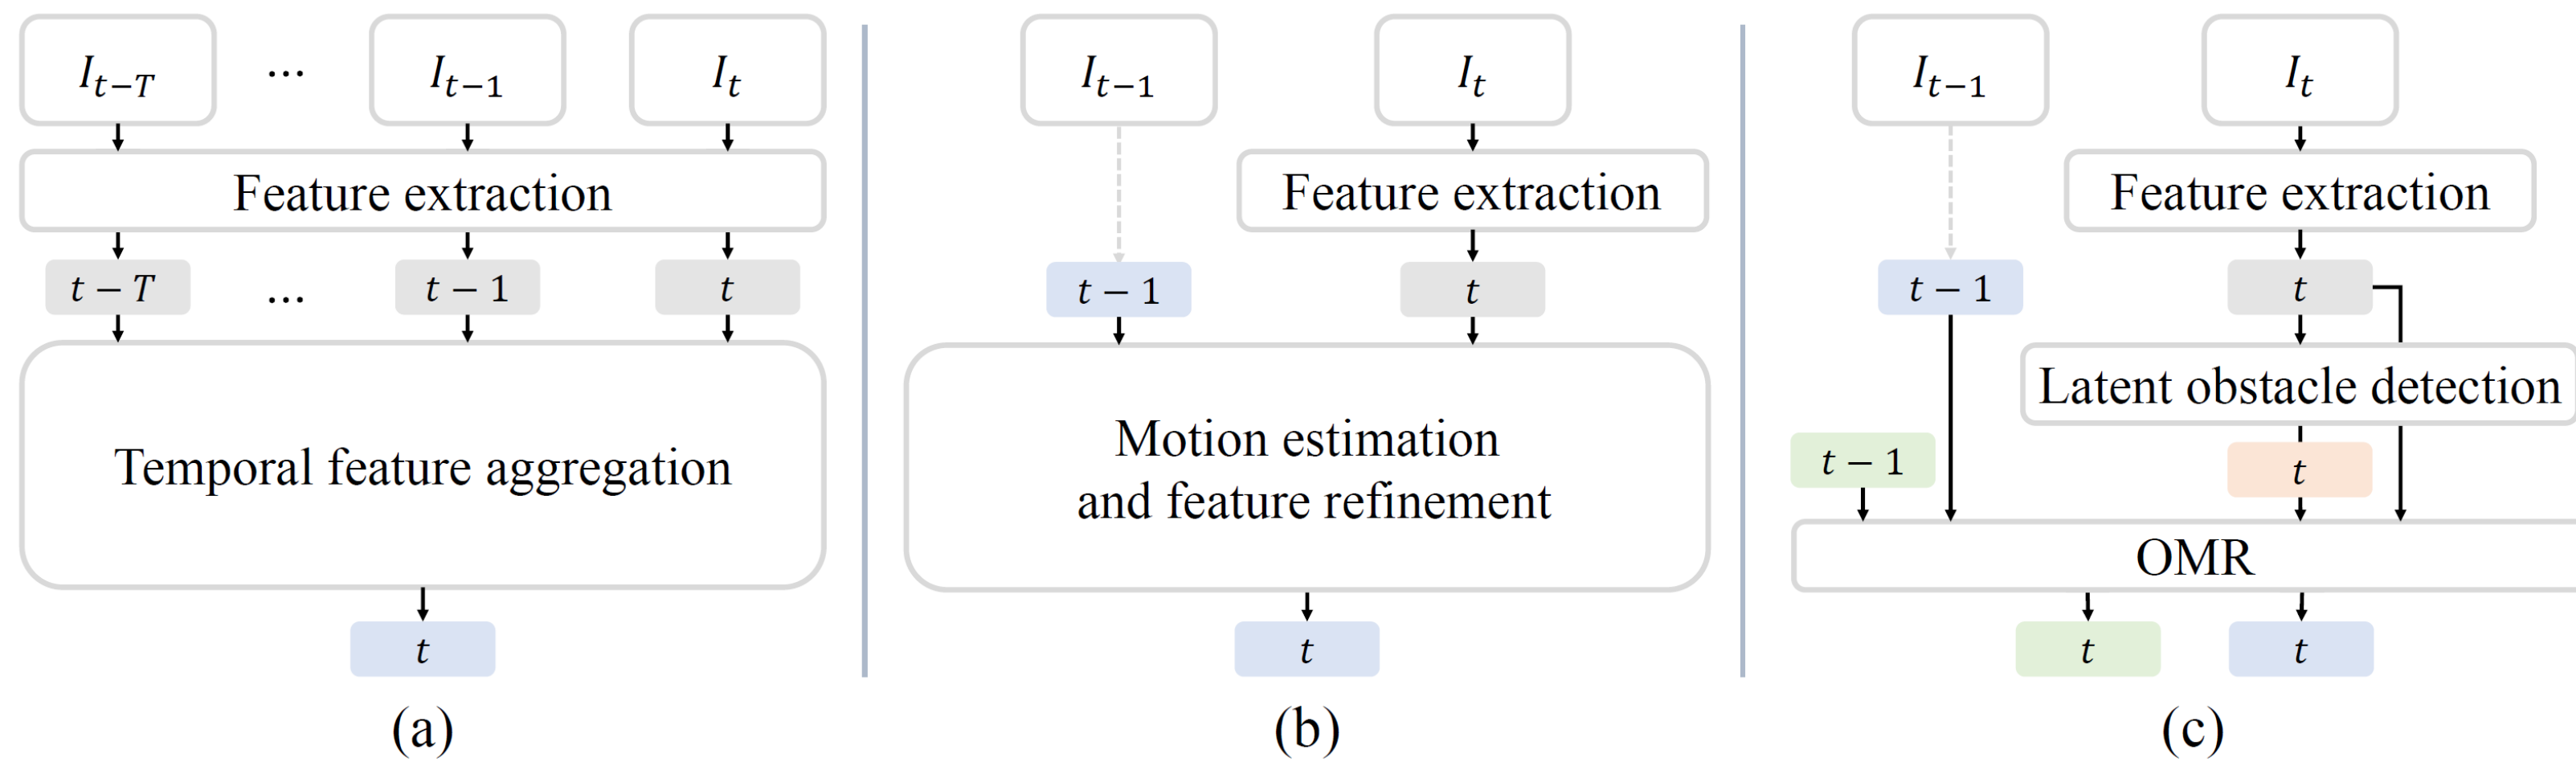 I_{t−T} ... I_{t−1} I_t
Feature extraction
t − T ... t − 1 t
Temporal feature aggregation
t
(a)
I_{t−1} I_t
Feature extraction
t − 1 t
Motion estimation
and feature refinement
t
(b)
I_{t−1} I_t
Feature extraction
t − 1 t
Latent obstacle detection
t − 1 t
OMR
t t
(c)